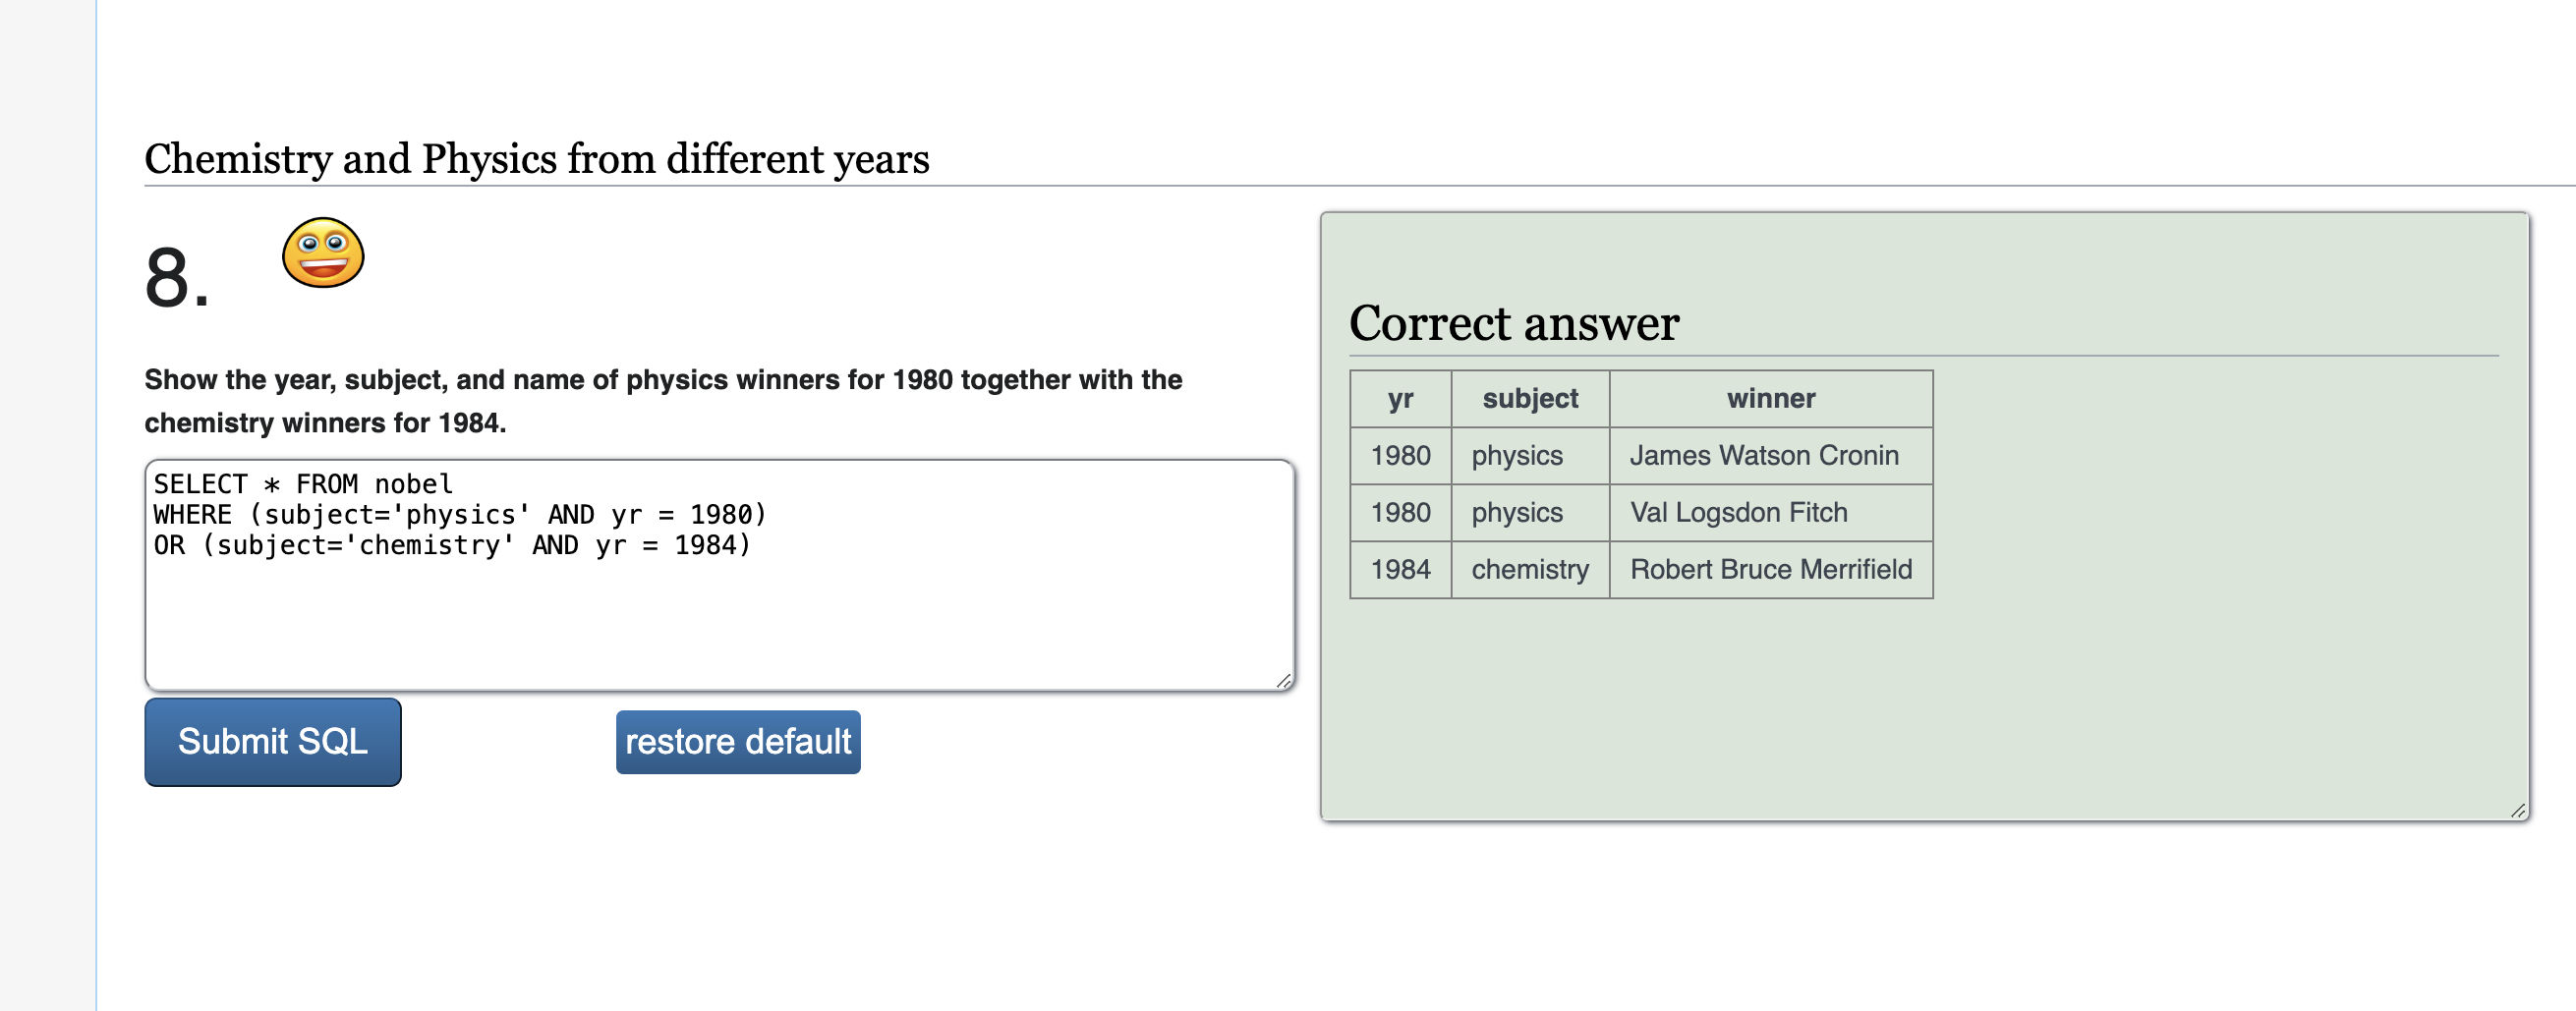 Chemistry and Physics from different years
8.
Show the year, subject, and name of physics winners for 1980 together with the
chemistry winners for 1984.
SELECT * FROM nobel
WHERE (subject='physics' AND yr = 1980)
OR (subject='chemistry' AND yr = 1984)
Submit SQL
restore default
Correct answer
yr subject winner
1980 physics James Watson Cronin
1980 physics Val Logsdon Fitch
1984 chemistry Robert Bruce Merrifield